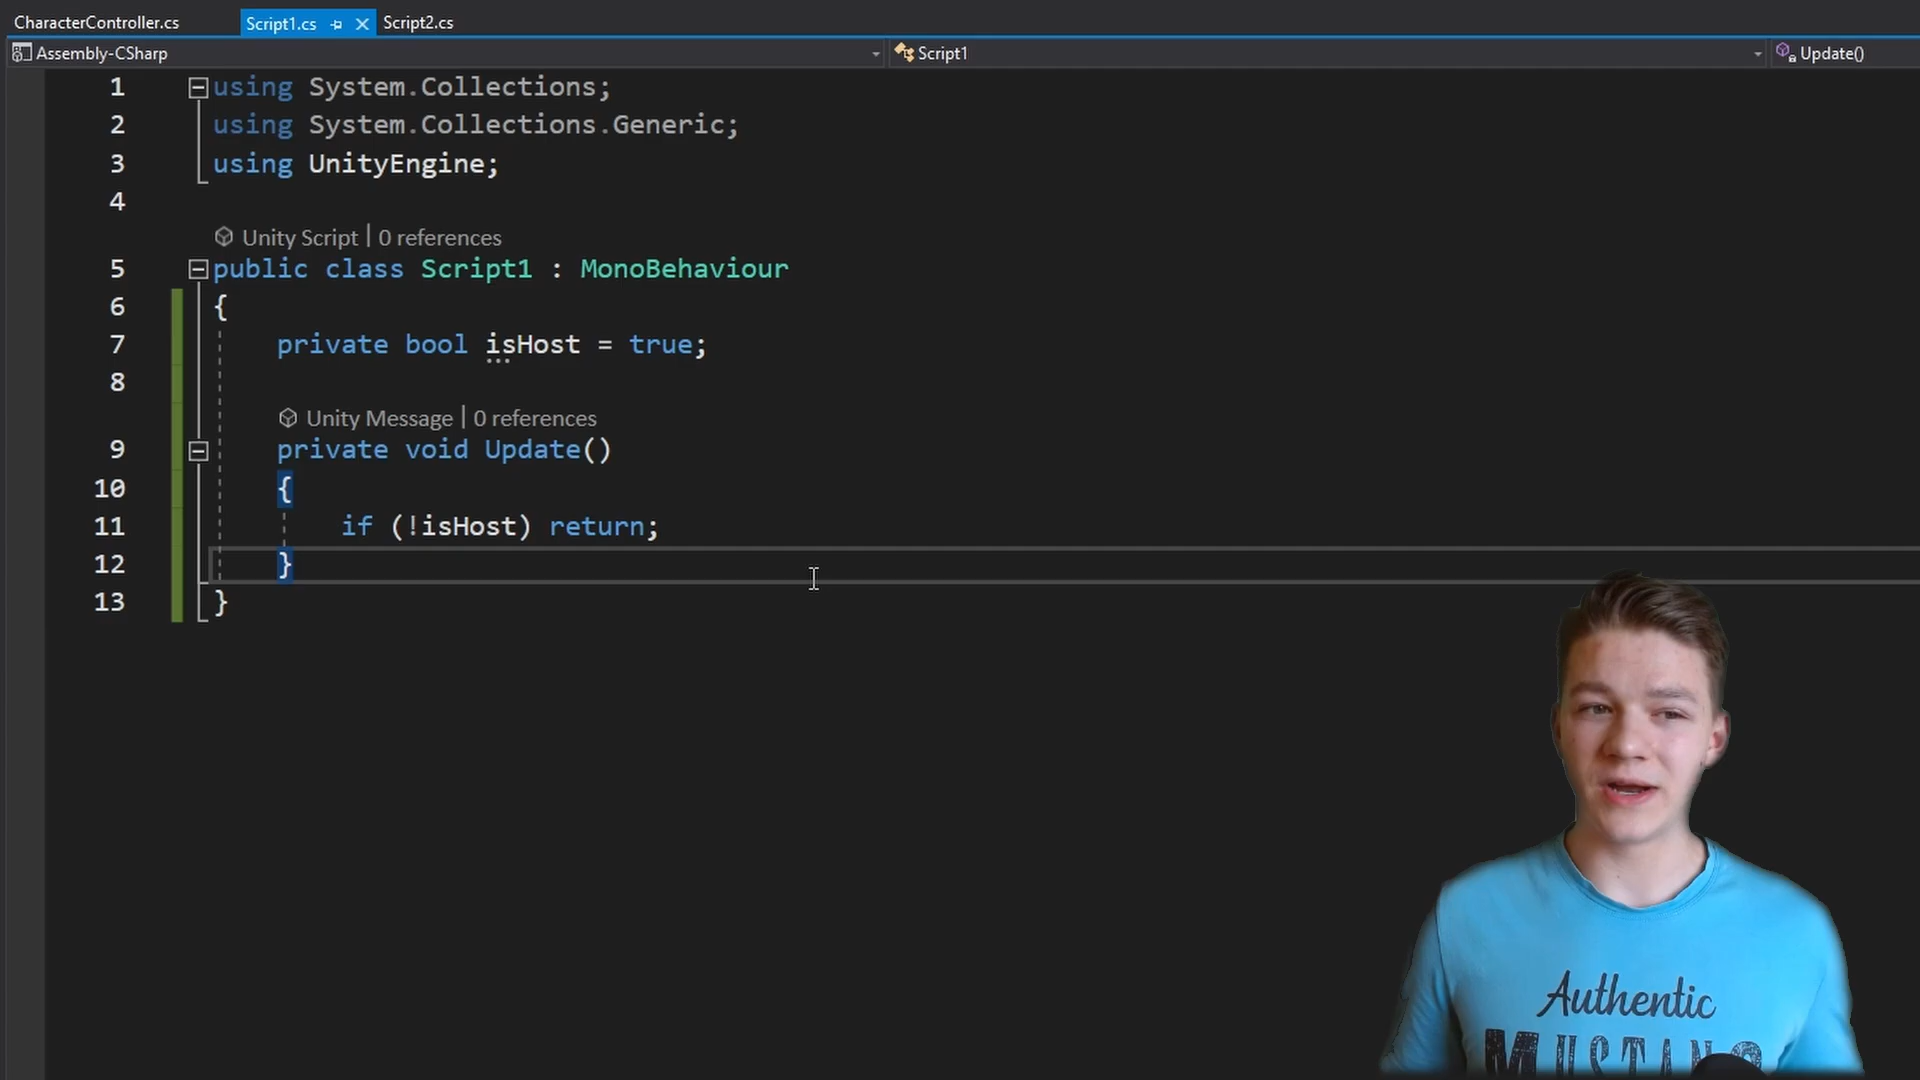 CharacterController.cs Script1.cs Script2.cs
Assembly-CSharp Script1 Update()
1 using System.Collections;
2 using System.Collections.Generic;
3 using UnityEngine;
4
Unity Script | 0 references
5 public class Script1 : MonoBehaviour
6 {
7 private bool isHost = true;
8
Unity Message | 0 references
9 private void Update()
10 {
11 if (!isHost) return;
12 }
13 }
Authentic
MUSTANG